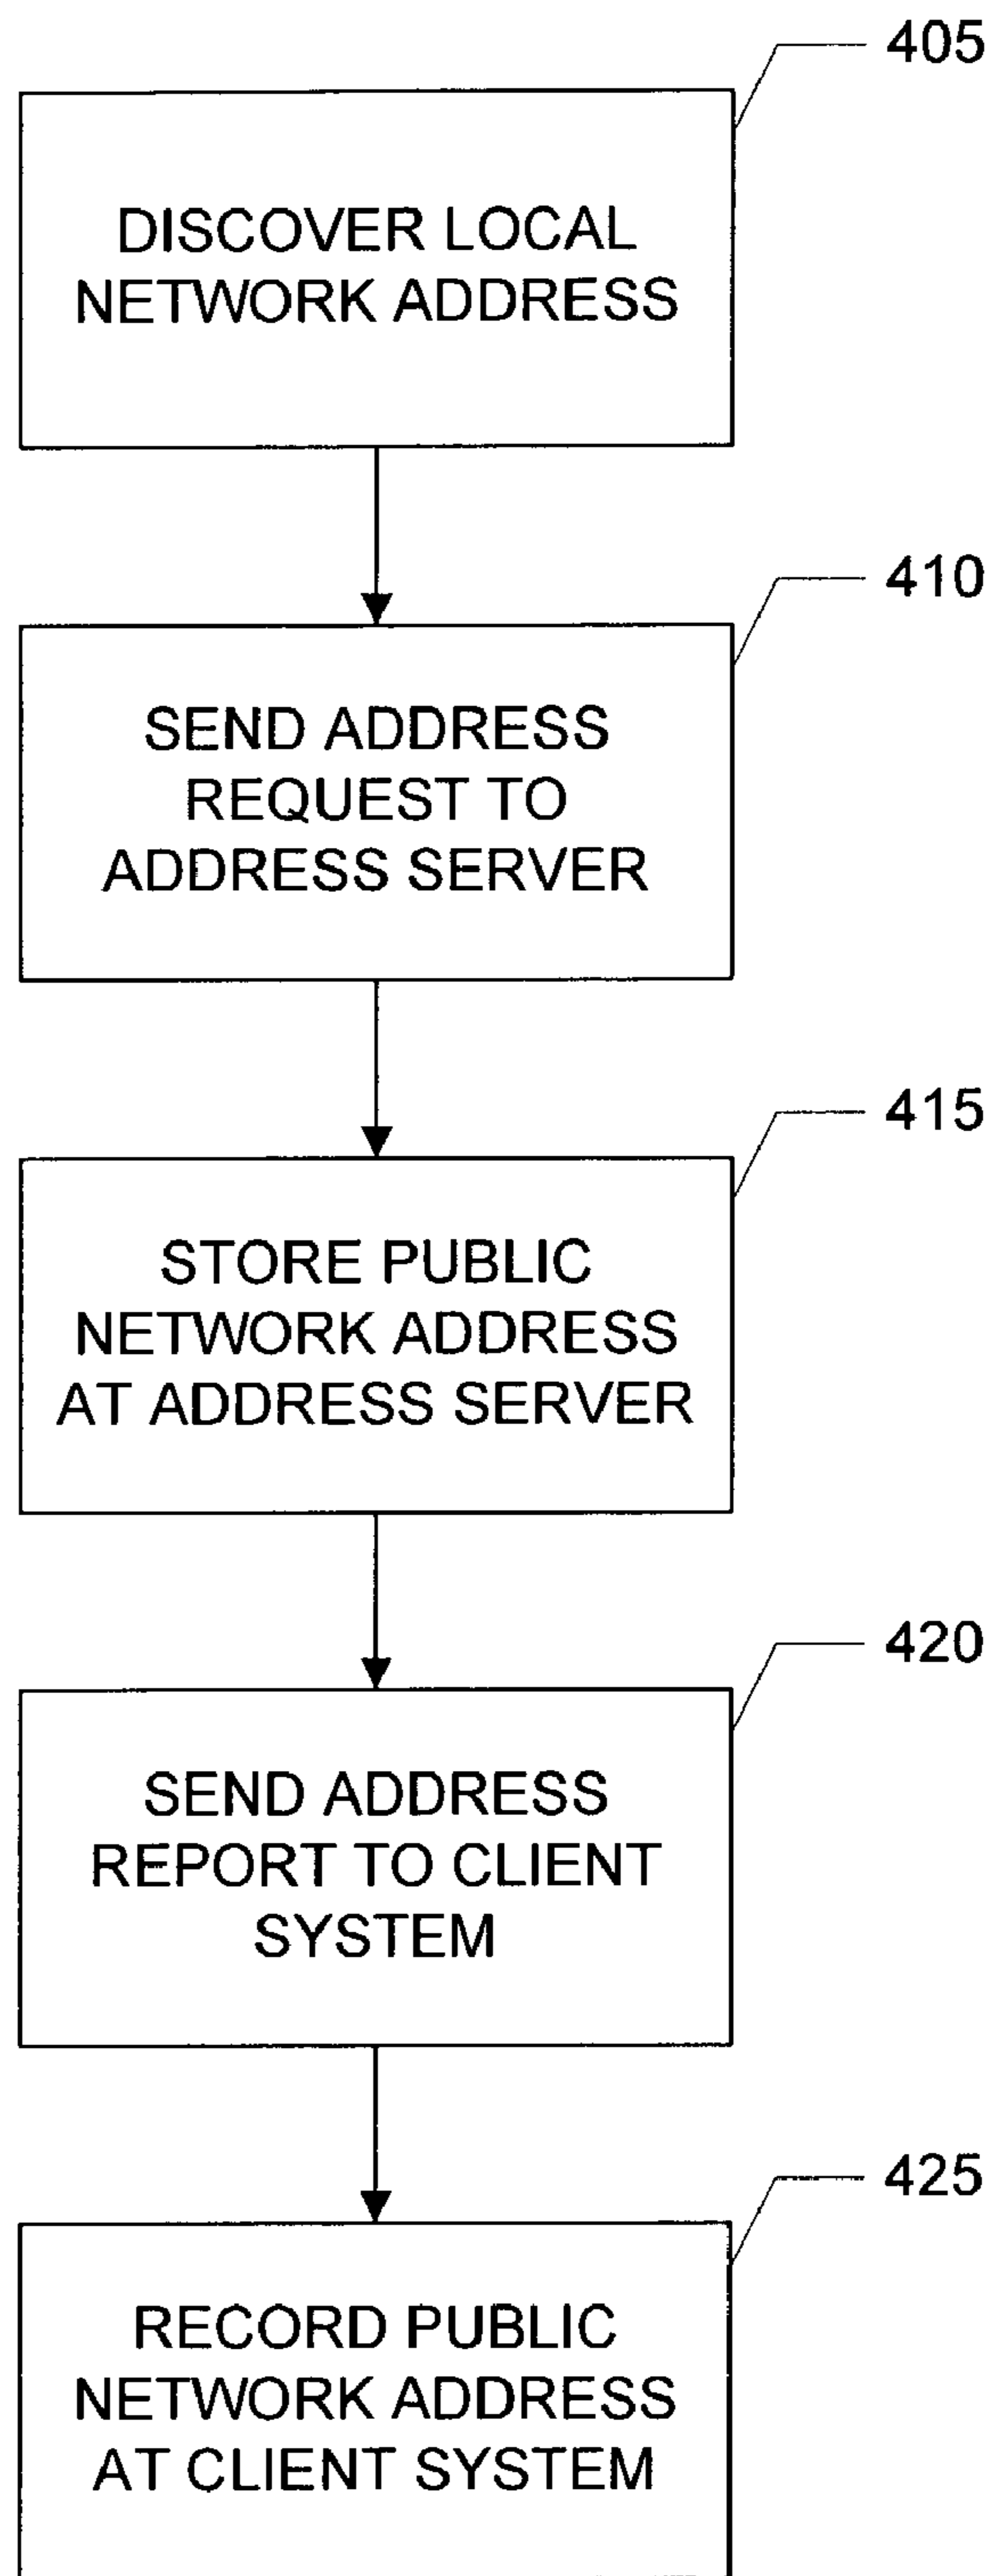 405
DISCOVER LOCAL
NETWORK ADDRESS
410
SEND ADDRESS
REQUEST TO
ADDRESS SERVER
415
STORE PUBLIC
NETWORK ADDRESS
AT ADDRESS SERVER
420
SEND ADDRESS
REPORT TO CLIENT
SYSTEM
425
RECORD PUBLIC
NETWORK ADDRESS
AT CLIENT SYSTEM